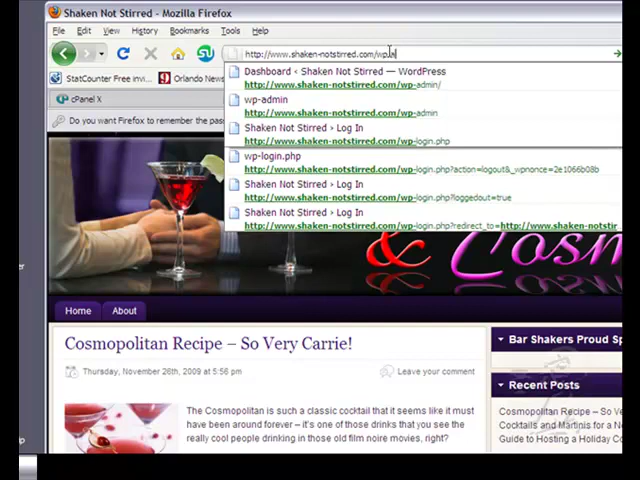 Shaken Not Stirred - Mozilla Firefox
File Edit View History Bookmarks Tools Help
http://www.shaken-notstirred.com/wp-
Dashboard ‹ Shaken Not Stirred — WordPress
http://www.shaken-notstirred.com/wp-admin/
StatCounter Free invi... Orlando News
wp-admin
http://www.shaken-notstirred.com/wp-admin
cPanel X
Do you want Firefox to remember the pas
Shaken Not Stirred › Log In
http://www.shaken-notstirred.com/wp-login.php
wp-login.php
http://www.shaken-notstirred.com/wp-login.php?action=logout&_wpnonce=2e1066b08b
Shaken Not Stirred › Log In
http://www.shaken-notstirred.com/wp-login.php?loggedout=true
Shaken Not Stirred › Log In
http://www.shaken-notstirred.com/wp-login.php?redirect_to=http://www.shaken-notstir
& Cosm
Home About
Cosmopolitan Recipe – So Very Carrie!
Thursday, November 26th, 2009 at 5:56 pm Leave your comment
The Cosmopolitan is such a classic cocktail that it seems like it must
have been around forever – it's one of those drinks that you see the
really cool people drinking in those old film noire movies, right?
Bar Shakers Proud Sp
Recent Posts
Cosmopolitan Recipe – So Ve
Cocktails and Martinis for a Ne
Guide to Hosting a Holiday Co